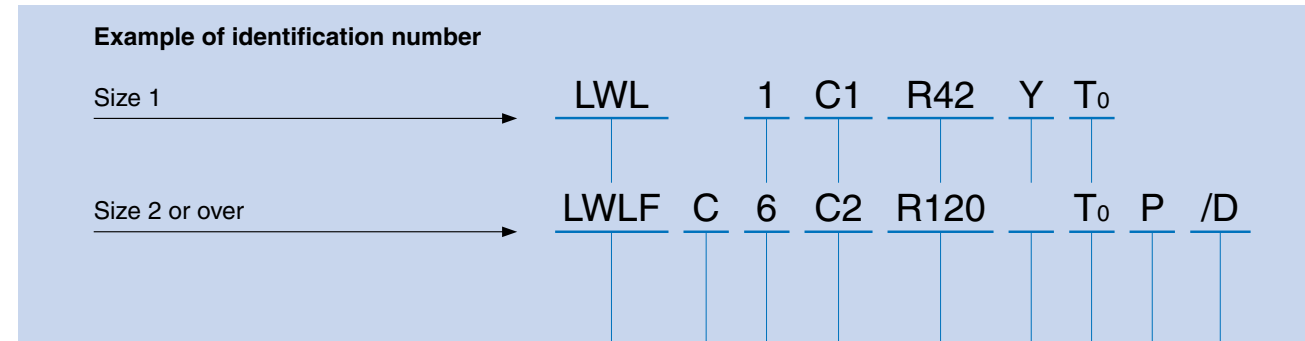 Example of identification number
Size 1 LWL 1 C1 R42 Y T0
Size 2 or over LWLF C 6 C2 R120 T0 P /D